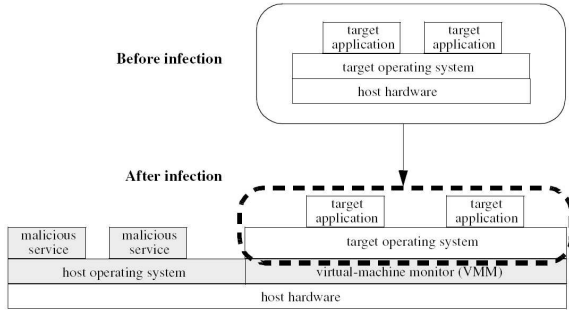 target
application
target
application
Before infection
target operating system
host hardware
After infection
target
application
target
application
malicious
service
malicious
service
target operating system
host operating system
virtual-machine monitor (VMM)
host hardware